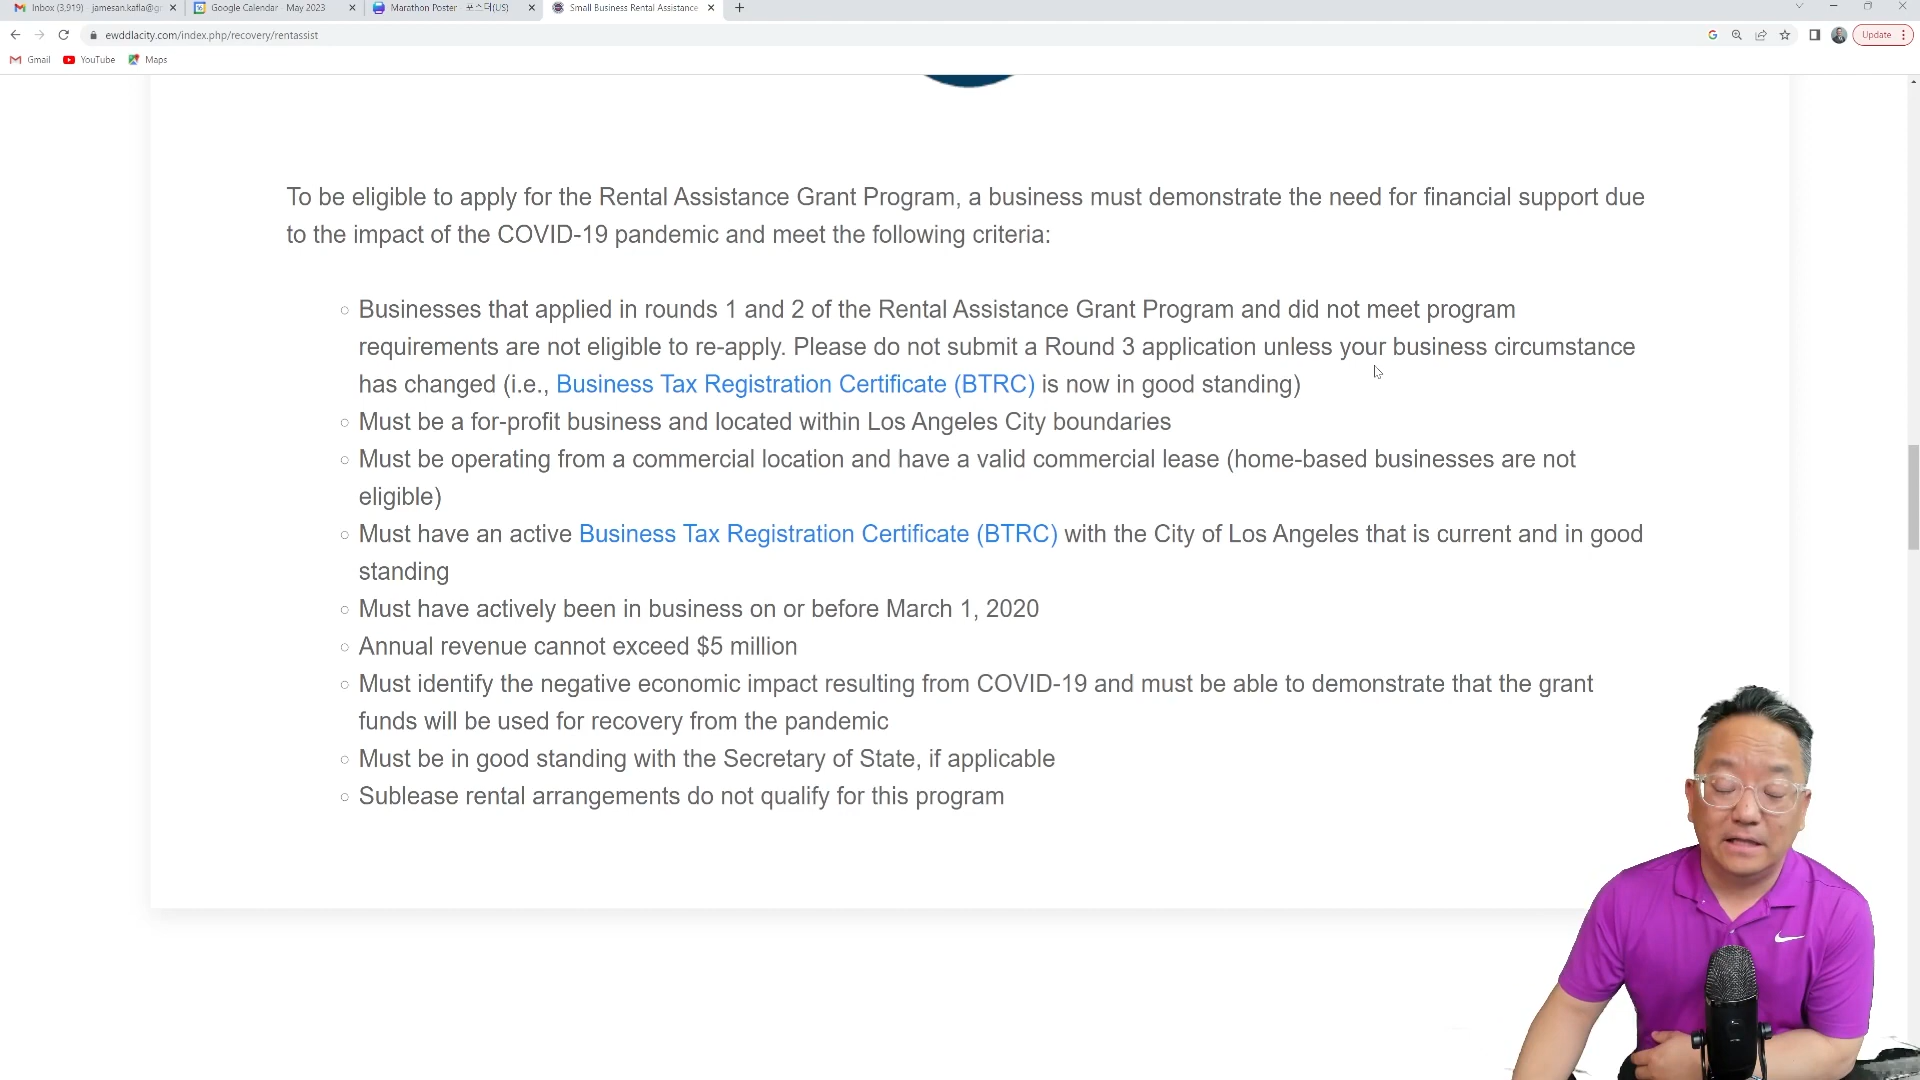 Inbox (3,919) - jamesan.kafla@g
Google Calendar - May 2023
Marathon Poster 포스터(US)
Small Business Rental Assistance
ewddlacity.com/index.php/recovery/rentassist
Update
Gmail
YouTube
Maps
To be eligible to apply for the Rental Assistance Grant Program, a business must demonstrate the need for financial support due
to the impact of the COVID-19 pandemic and meet the following criteria:
Businesses that applied in rounds 1 and 2 of the Rental Assistance Grant Program and did not meet program
requirements are not eligible to re-apply. Please do not submit a Round 3 application unless your business circumstance
has changed (i.e., Business Tax Registration Certificate (BTRC) is now in good standing)
Must be a for-profit business and located within Los Angeles City boundaries
Must be operating from a commercial location and have a valid commercial lease (home-based businesses are not
eligible)
Must have an active Business Tax Registration Certificate (BTRC) with the City of Los Angeles that is current and in good
standing
Must have actively been in business on or before March 1, 2020
Annual revenue cannot exceed $5 million
Must identify the negative economic impact resulting from COVID-19 and must be able to demonstrate that the grant
funds will be used for recovery from the pandemic
Must be in good standing with the Secretary of State, if applicable
Sublease rental arrangements do not qualify for this program